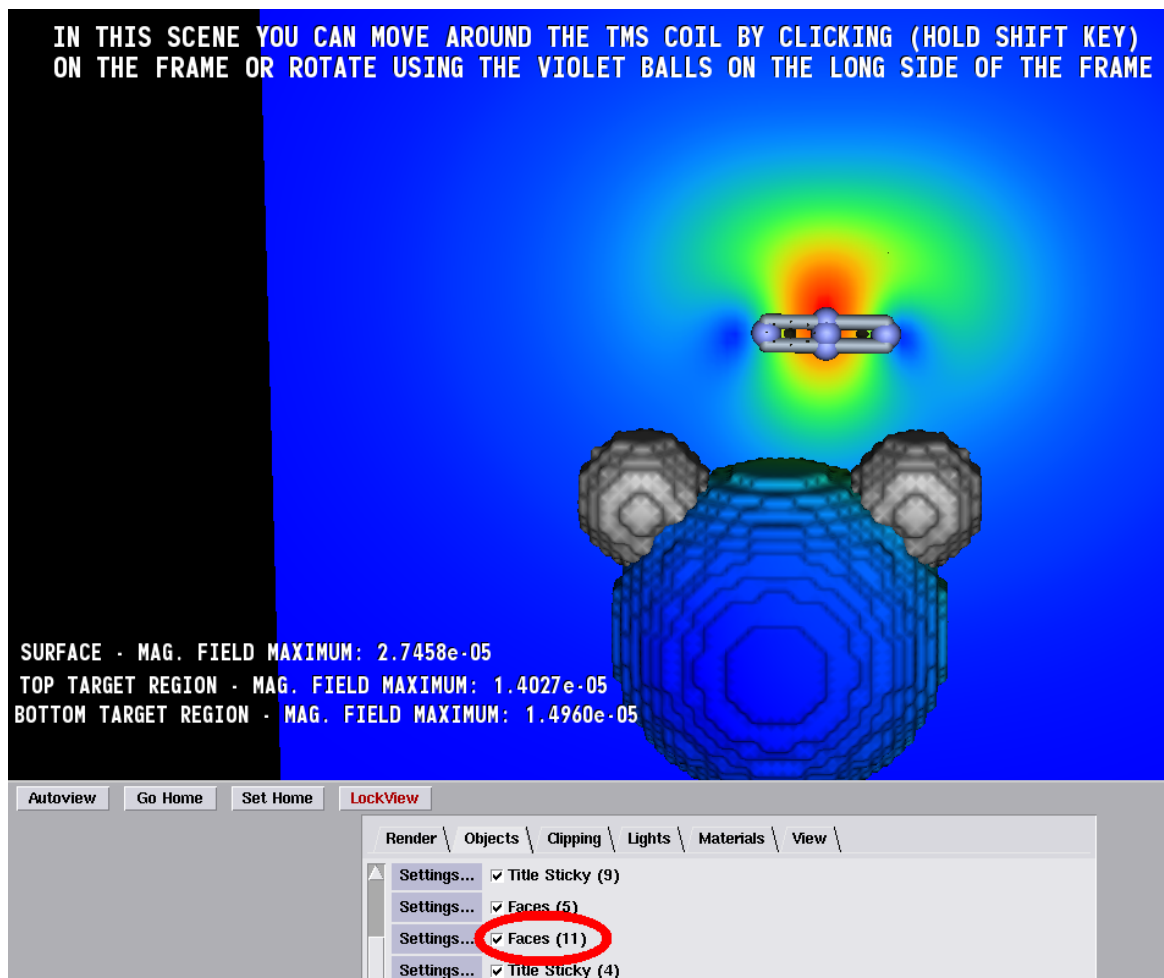 IN THIS SCENE YOU CAN MOVE AROUND THE TMS COIL BY CLICKING (HOLD SHIFT KEY)
ON THE FRAME OR ROTATE USING THE VIOLET BALLS ON THE LONG SIDE OF THE FRAME
SURFACE - MAG. FIELD MAXIMUM: 2.7458e-05
TOP TARGET REGION - MAG. FIELD MAXIMUM: 1.4027e-05
BOTTOM TARGET REGION - MAG. FIELD MAXIMUM: 1.4960e-05
Autoview Go Home Set Home LockView
Render Objects Clipping Lights Materials View
Settings... Title Sticky (9)
Settings... Faces (5)
Settings... Faces (11)
Settings... Title Sticky (4)